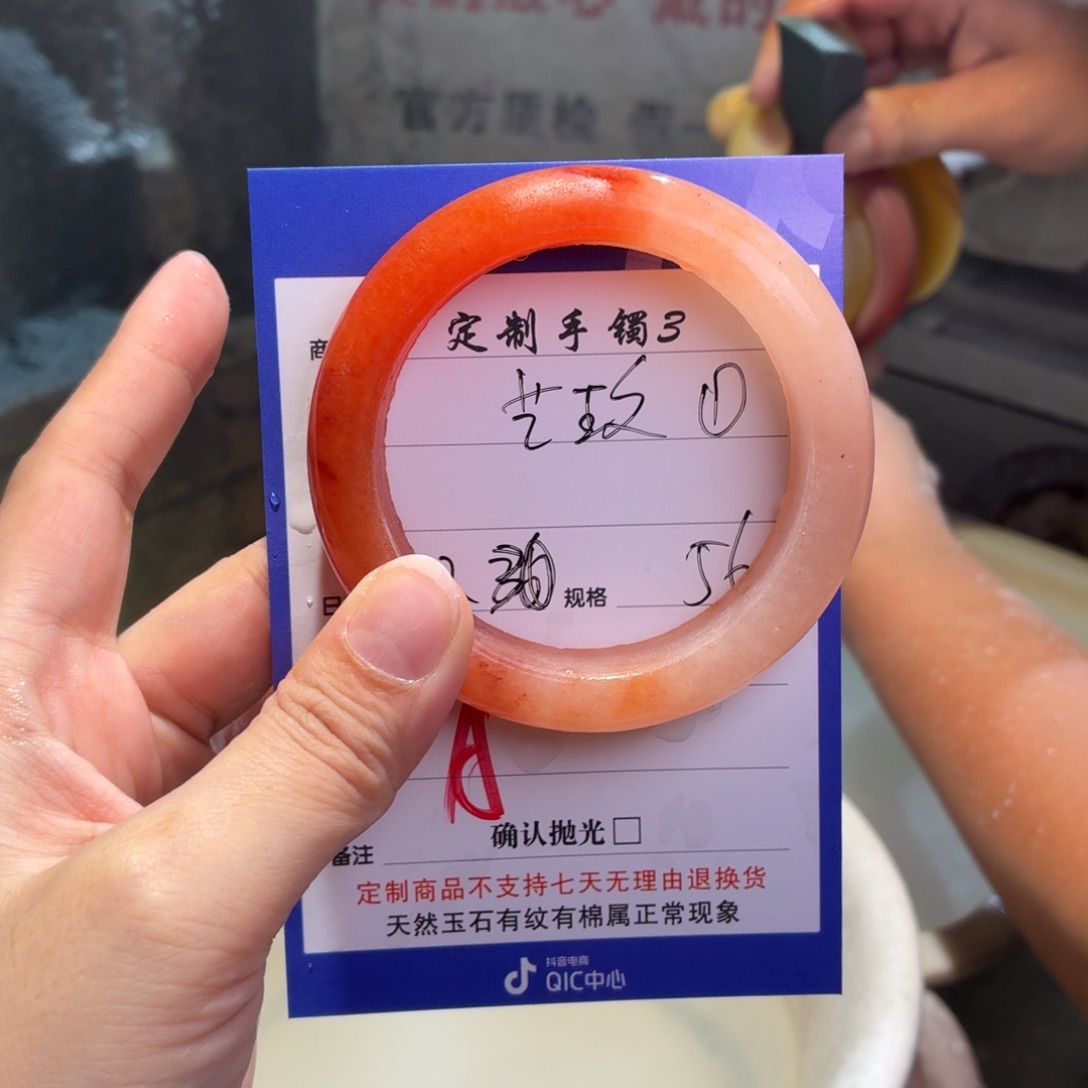 官方质检 假一
定制手镯3
艺玫 ①
规格 56
A
确认抛光□
备注
定制商品不支持七天无理由退换货
天然玉石有纹有棉属正常现象
抖音电商
QIC中心